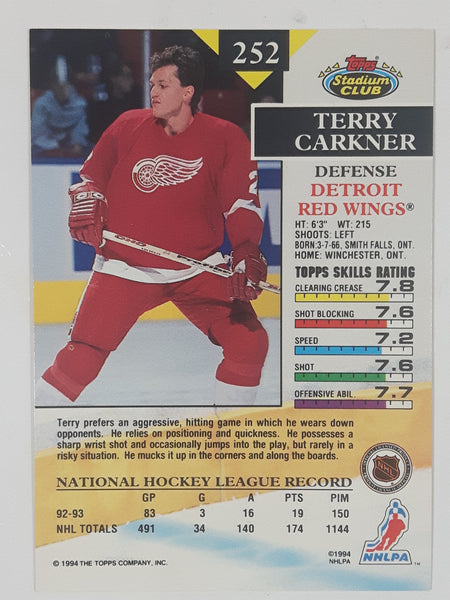 252
Topps
Stadium
CLUB
TERRY
CARKNER
DEFENSE
DETROIT
RED WINGS®
HT: 6'3" WT: 215
SHOOTS: LEFT
BORN:3-7-66, SMITH FALLS, ONT.
HOME: WINCHESTER, ONT.
TOPPS SKILLS RATING
CLEARING CREASE 7.8
SHOT BLOCKING 7.6
SPEED 7.2
SHOT 7.6
OFFENSIVE ABIL. 7.7
Terry prefers an aggressive, hitting game in which he wears down
opponents. He relies on positioning and quickness. He possesses a
sharp wrist shot and occasionally jumps into the play, but rarely in a
risky situation. He mucks it up in the corners and along the boards.
NATIONAL HOCKEY LEAGUE RECORD
GP G A PTS PIM
92-93 83 3 16 19 150
NHL TOTALS 491 34 140 174 1144
NHL
NHLPA
™
© 1994 THE TOPPS COMPANY, INC.
©1994
NHLPA